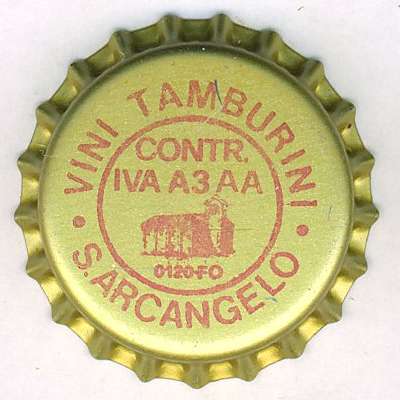 VINI TAMBURINI
CONTR.
IVA A3 AA
0120-FO
• S. ARCANGELO •